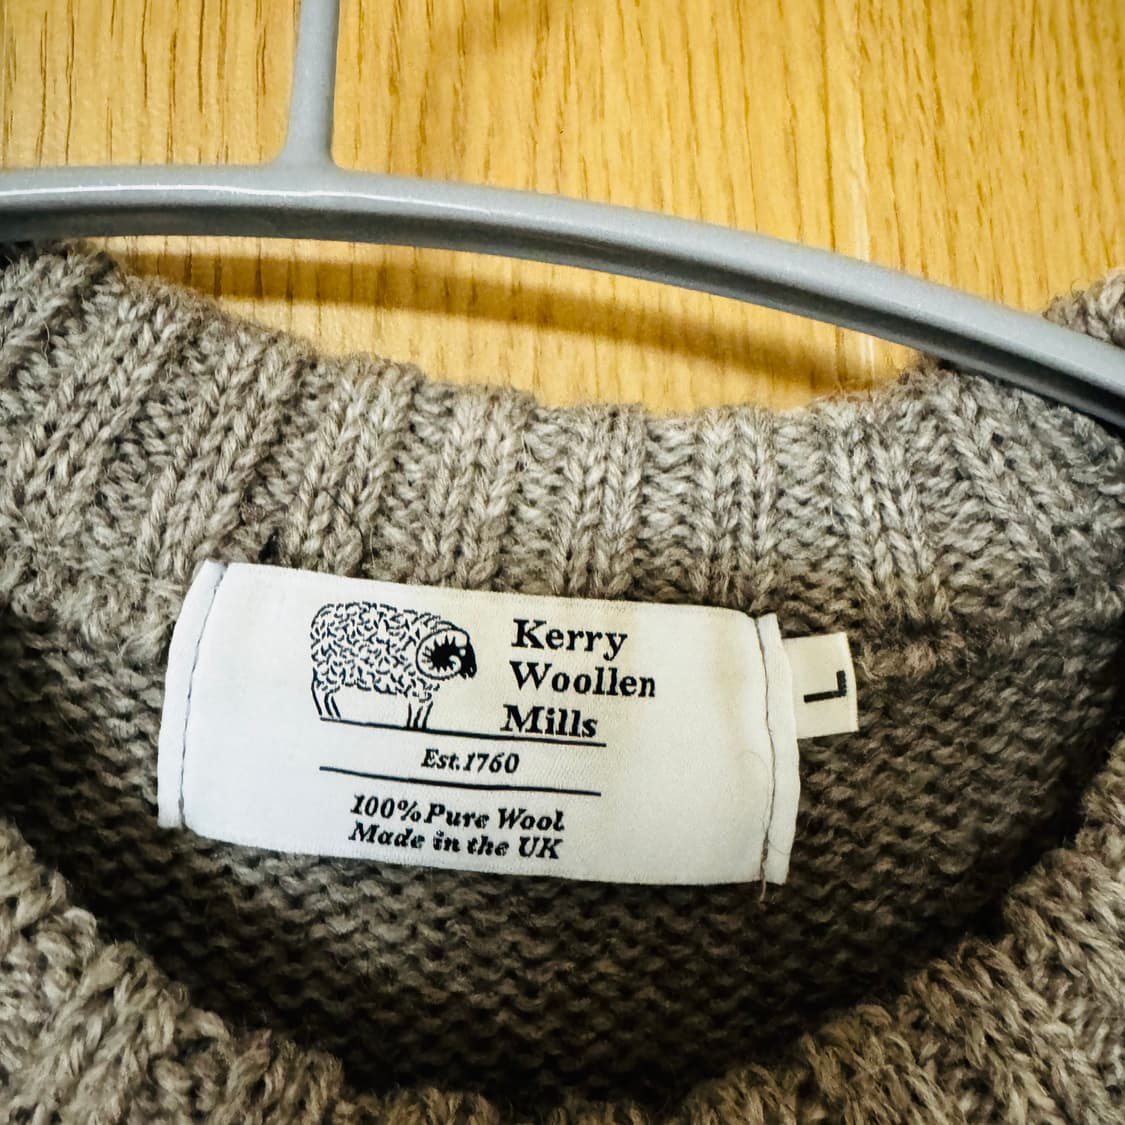 Kerry
Woollen
Mills
Est.1760
100% Pure Wool
Made in the UK
L